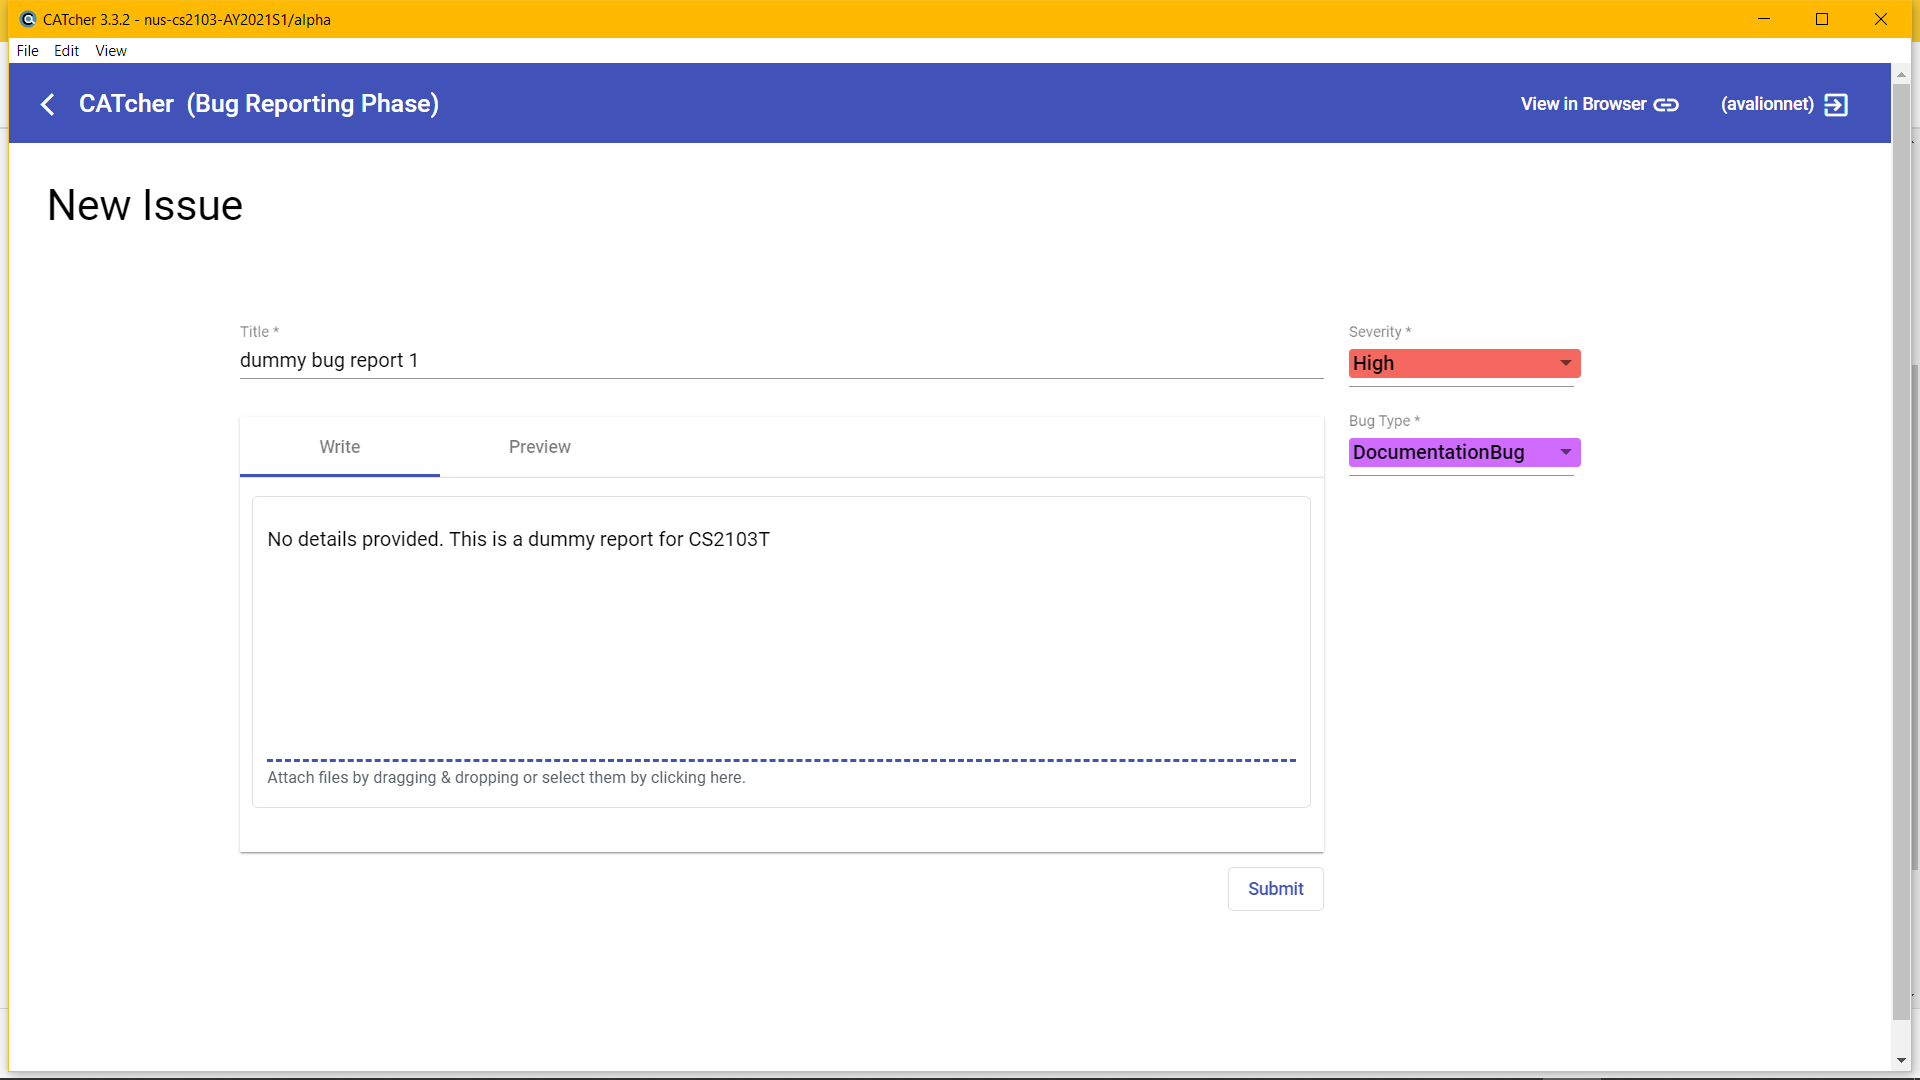 CATcher 3.3.2 - nus-cs2103-AY2021S1/alpha
File Edit View
CATcher (Bug Reporting Phase)
View in Browser
(avalionnet)
New Issue
Title *
dummy bug report 1
Severity *
High
Bug Type *
DocumentationBug
Write Preview
No details provided. This is a dummy report for CS2103T
Attach files by dragging & dropping or select them by clicking here.
Submit